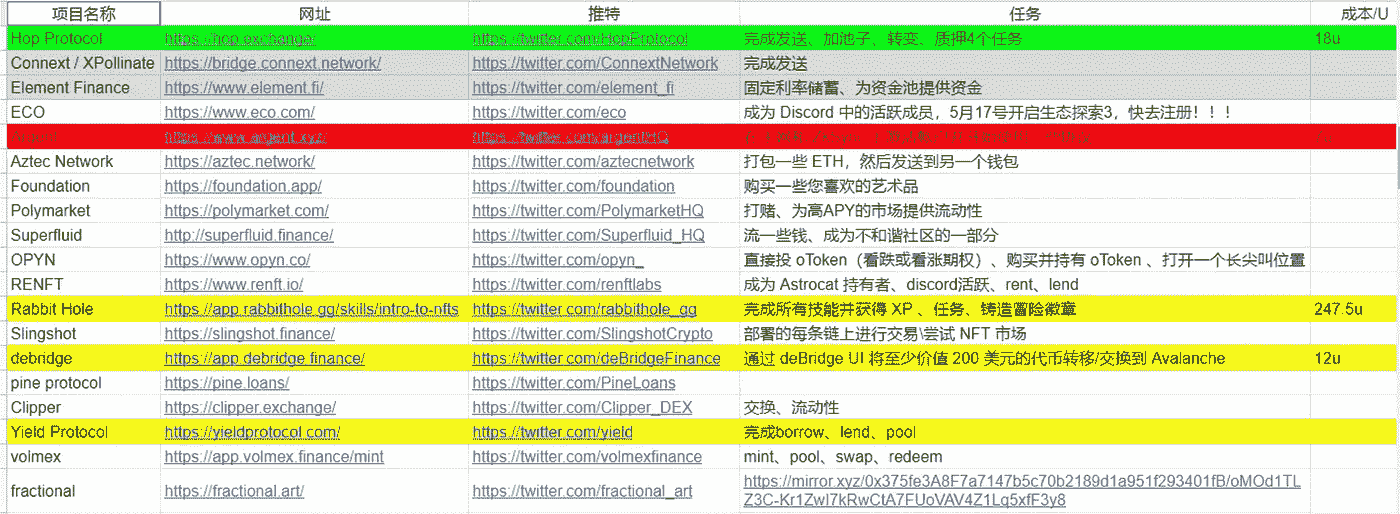 项目名称 网址 推特 任务 成本/U
Hop Protocol https://hop.exchange/ https://twitter.com/HopProtocol 完成发送、加池子、转变、质押4个任务 18u
Connext / XPollinate https://bridge.connext.network/ https://twitter.com/ConnextNetwork 完成发送
Element Finance https://www.element.fi/ https://twitter.com/element_fi 固定利率储蓄、为资金池提供资金
ECO https://www.eco.com/ https://twitter.com/eco 成为 Discord 中的活跃成员，5月17号开启生态探索3，快去注册！！！
https://www.argent.xyz/ https://twitter.com/argentHQ
Aztec Network https://aztec.network/ https://twitter.com/aztecnetwork 打包一些 ETH，然后发送到另一个钱包
Foundation https://foundation.app/ https://twitter.com/foundation 购买一些您喜欢的艺术品
Polymarket https://polymarket.com/ https://twitter.com/PolymarketHQ 打赌、为高APY的市场提供流动性
Superfluid http://superfluid.finance/ https://twitter.com/Superfluid_HQ 流一些钱、成为不和谐社区的一部分
OPYN https://www.opyn.co/ https://twitter.com/opyn_ 直接投 oToken（看跌或看涨期权）、购买并持有 oToken 、打开一个长尖叫位置
RENFT https://www.renft.io/ https://twitter.com/renftlabs 成为 Astrocat 持有者、discord活跃、rent、lend
Rabbit Hole https://app.rabbithole.gg/skills/intro-to-nfts https://twitter.com/rabbithole_gg 完成所有技能并获得 XP 、任务、铸造冒险徽章 247.5u
Slingshot https://slingshot.finance/ https://twitter.com/SlingshotCrypto 部署的每条链上进行交易\尝试 NFT 市场
debridge https://app.debridge.finance/ https://twitter.com/deBridgeFinance 通过 deBridge UI 将至少价值 200 美元的代币转移/交换到 Avalanche 12u
pine protocol https://pine.loans/ https://twitter.com/PineLoans
Clipper https://clipper.exchange/ https://twitter.com/Clipper_DEX 交换、流动性
Yield Protocol https://yieldprotocol.com/ https://twitter.com/yield 完成borrow、lend、pool
volmex https://app.volmex.finance/mint https://twitter.com/volmexfinance mint、pool、swap、redeem
fractional https://fractional.art/ https://twitter.com/fractional_art https://mirror.xyz/0x375fe3A8F7a7147b5c70b2189d1a951f293401fB/oMOd1TL
Z3C-Kr1Zwl7kRwCtA7FUoVAV4Z1Lq5xfF3y8